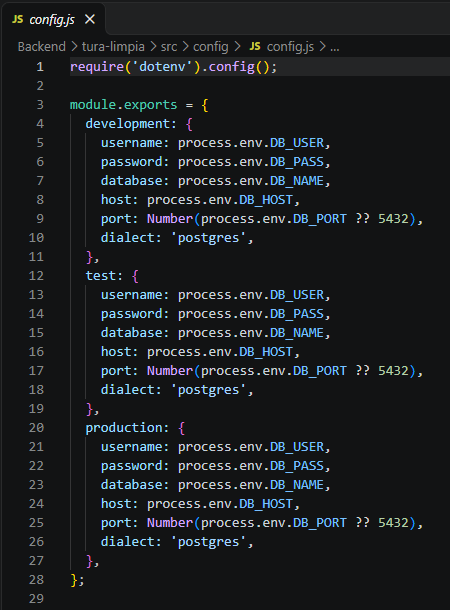 JS config.js ×
Backend > tura-limpia > src > config > JS config.js > ...
1 require('dotenv').config();
2
3 module.exports = {
4   development: {
5     username: process.env.DB_USER,
6     password: process.env.DB_PASS,
7     database: process.env.DB_NAME,
8     host: process.env.DB_HOST,
9     port: Number(process.env.DB_PORT ?? 5432),
10     dialect: 'postgres',
11   },
12   test: {
13     username: process.env.DB_USER,
14     password: process.env.DB_PASS,
15     database: process.env.DB_NAME,
16     host: process.env.DB_HOST,
17     port: Number(process.env.DB_PORT ?? 5432),
18     dialect: 'postgres',
19   },
20   production: {
21     username: process.env.DB_USER,
22     password: process.env.DB_PASS,
23     database: process.env.DB_NAME,
24     host: process.env.DB_HOST,
25     port: Number(process.env.DB_PORT ?? 5432),
26     dialect: 'postgres',
27   },
28 };
29